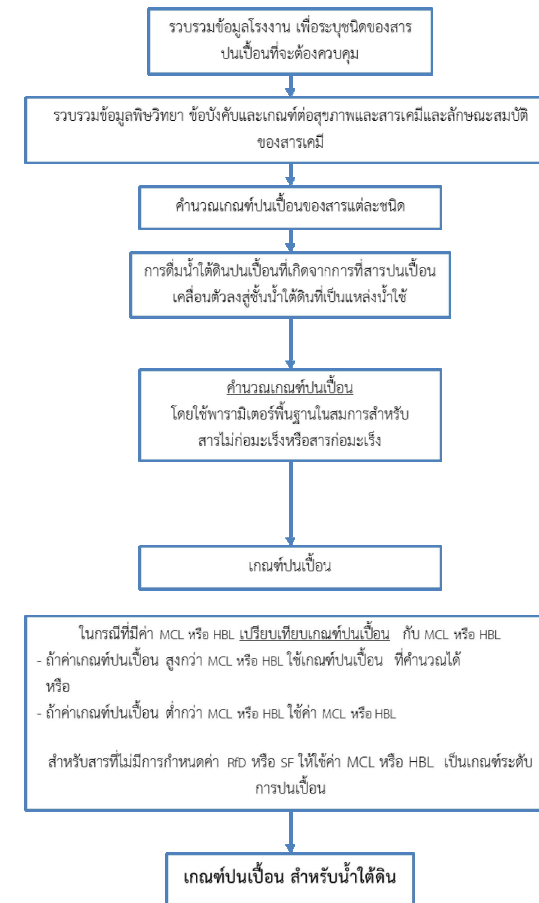 รวบรวมข้อมูลโรงงาน เพื่อระบุชนิดของสาร
ปนเปื้อนที่จะต้องควบคุม
รวบรวมข้อมูลพิษวิทยา ข้อบังคับและเกณฑ์ต่อสุขภาพและสารเคมีและลักษณะสมบัติ
ของสารเคมี
คำนวณเกณฑ์ปนเปื้อนของสารแต่ละชนิด
การดื่มน้ำใต้ดินปนเปื้อนที่เกิดจากการที่สารปนเปื้อน
เคลื่อนตัวลงสู่ชั้นน้ำใต้ดินที่เป็นแหล่งน้ำใช้
คำนวณเกณฑ์ปนเปื้อน
โดยใช้พารามิเตอร์พื้นฐานในสมการสำหรับ
สารไม่ก่อมะเร็งหรือสารก่อมะเร็ง
เกณฑ์ปนเปื้อน
ในกรณีที่มีค่า MCL หรือ HBL เปรียบเทียบเกณฑ์ปนเปื้อน กับ MCL หรือ HBL
- ถ้าค่าเกณฑ์ปนเปื้อน สูงกว่า MCL หรือ HBL ใช้เกณฑ์ปนเปื้อน ที่คำนวณได้
หรือ
- ถ้าค่าเกณฑ์ปนเปื้อน ต่ำกว่า MCL หรือ HBL ใช้ค่า MCL หรือ HBL
สำหรับสารที่ไม่มีการกำหนดค่า RfD หรือ SF ให้ใช้ค่า MCL หรือ HBL เป็นเกณฑ์ระดับ
การปนเปื้อน
เกณฑ์ปนเปื้อน สำหรับน้ำใต้ดิน